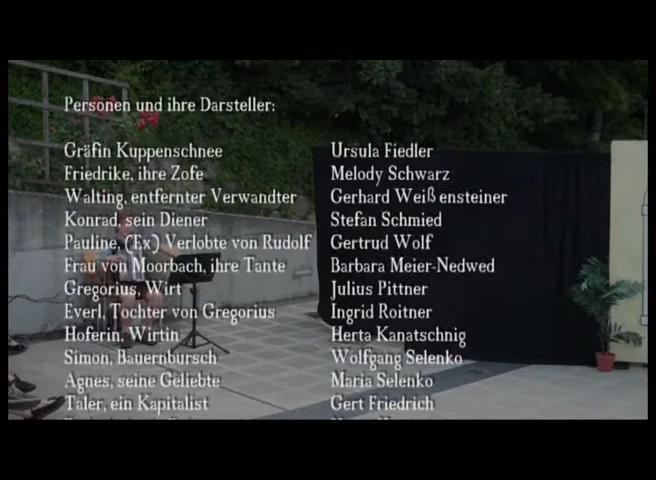 Personen und ihre Darsteller:
Gräfin Kuppenschnee Ursula Fiedler
Friedrike, ihre Zofe Melody Schwarz
Walting, entfernter Verwandter Gerhard Weißensteiner
Konrad, sein Diener Stefan Schmied
Pauline, (Ex) Verlobte von Rudolf Gertrud Wolf
Frau von Moorbach, ihre Tante Barbara Meier-Nedwed
Gregorius, Wirt Julius Pittner
Everl, Tochter von Gregorius Ingrid Roitner
Hoferin, Wirtin Herta Kanatschnig
Simon, Bauernbursch Wolfgang Selenko
Agnes, seine Geliebte Maria Selenko
Taler, ein Kapitalist Gert Friedrich